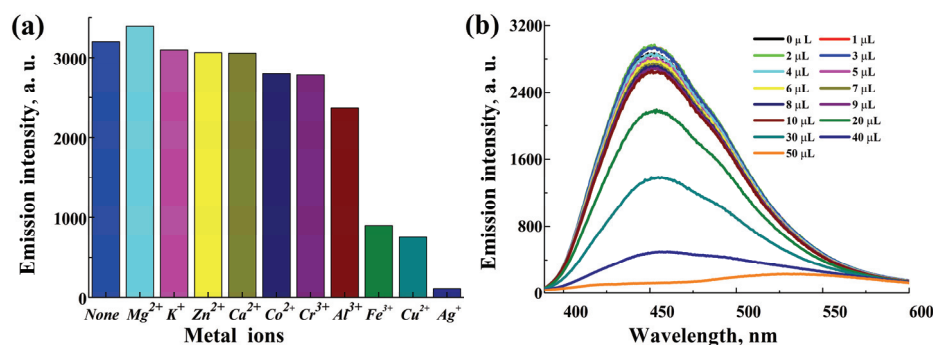 (a)
Emission intensity, a. u.
3000
2000
1000
0
None Mg²⁺ K⁺ Zn²⁺ Ca²⁺ Co²⁺ Cr³⁺ Al³⁺ Fe³⁺ Cu²⁺ Ag⁺
Metal ions
(b)
Emission intensity, a. u.
3200
2400
1600
800
0
0 μL 1 μL
2 μL 3 μL
4 μL 5 μL
6 μL 7 μL
8 μL 9 μL
10 μL 20 μL
30 μL 40 μL
50 μL
400 450 500 550 600
Wavelength, nm